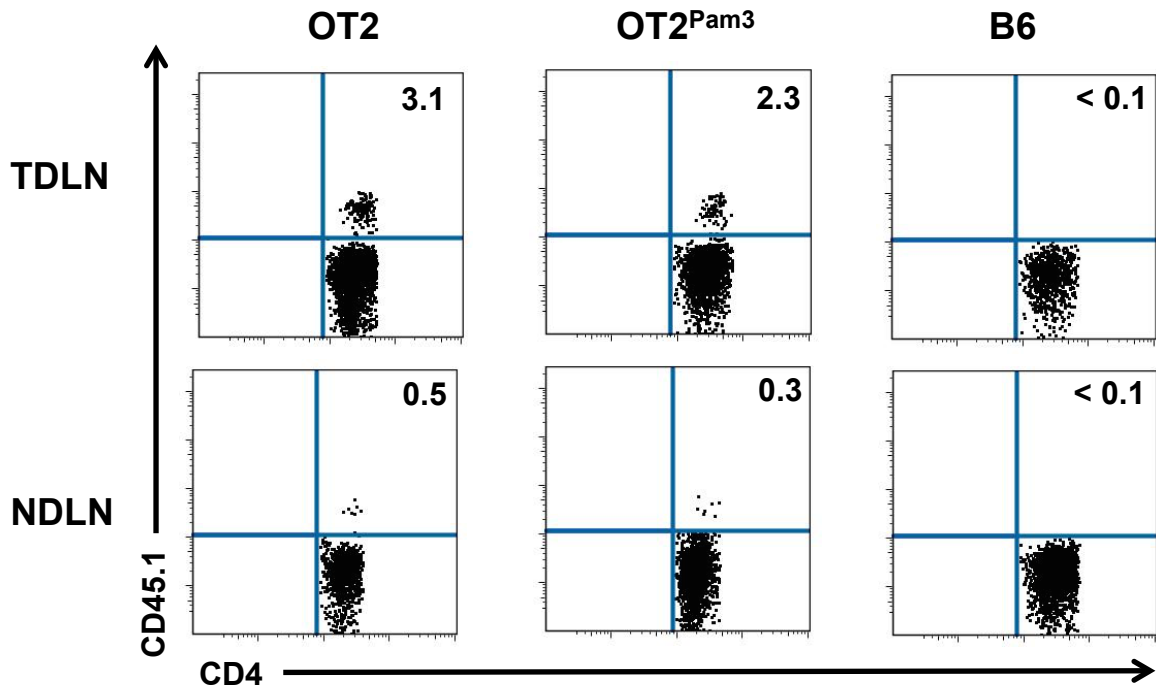 OT2 OT2Pam3 B6
TDLN 3.1 2.3 < 0.1
NDLN 0.5 0.3 < 0.1
CD45.1
CD4